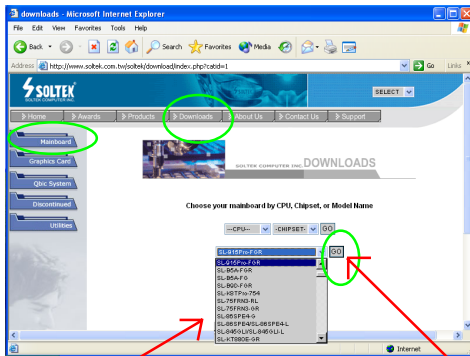 downloads - Microsoft Internet Explorer
File Edit View Favorites Tools Help
Back Search Favorites Media
Address http://www.soltek.com.tw/soltek/download/index.php?catid=1 Go Links
SOLTEK
SOLTEK COMPUTER INC.
SELECT
Home Awards Products Downloads About Us Contact Us Support
Mainboard
Graphics Card
Qbic System
Discontinued
Utilities
SOLTEK COMPUTER INC. DOWNLOADS
Choose your mainboard by CPU, Chipset, or Model Name
---CPU--- -CHIPSET- GO
SL-915Pro-FGR GO
SL-915Pro-FGR
SL-B5A-FGR
SL-B5A-FG
SL-B9D-FGR
SL-K8TPro-754
SL-75FRN3-RL
SL-75FRN3-GR
SL-865PE4-G
SL-86SPE4/SL-86SPE4-L
SL-845GLI/SL-845GLI-L
SL-KT880E-GR
Internet